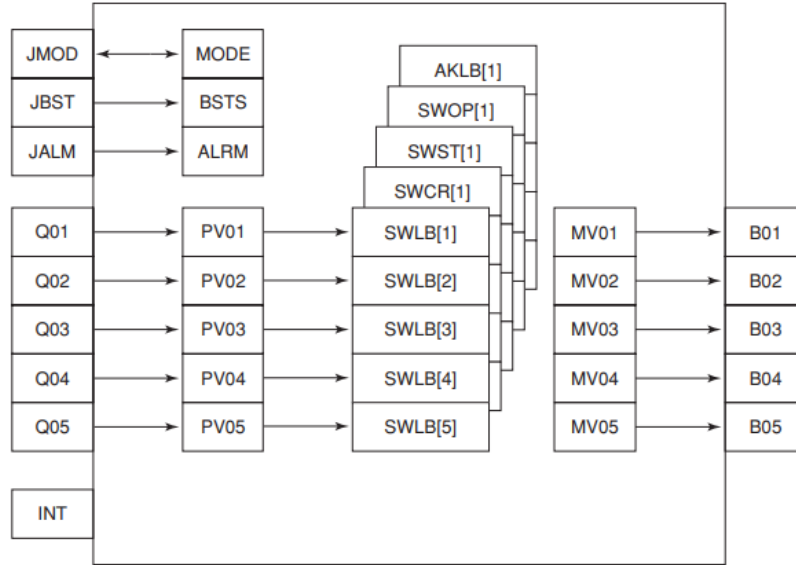 JMOD MODE
AKLB[1]
JBST BSTS
SWOP[1]
JALM ALRM
SWST[1]
SWCR[1]
Q01 PV01 SWLB[1] MV01 B01
Q02 PV02 SWLB[2] MV02 B02
Q03 PV03 SWLB[3] MV03 B03
Q04 PV04 SWLB[4] MV04 B04
Q05 PV05 SWLB[5] MV05 B05
INT